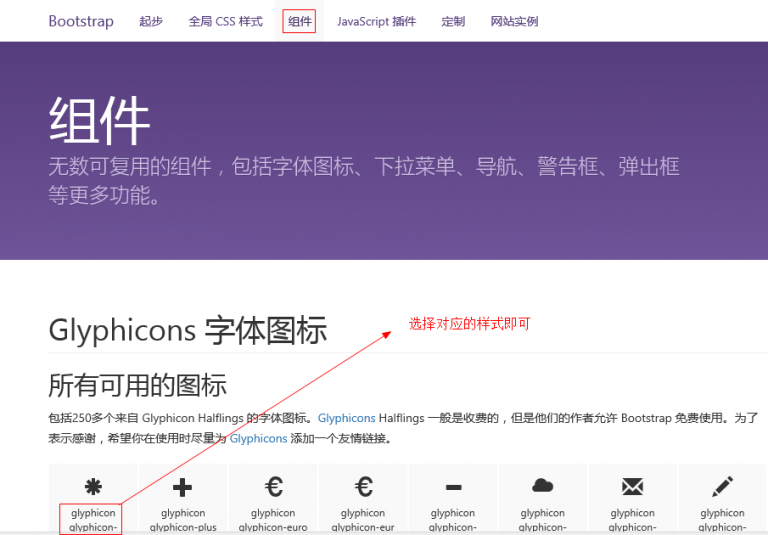 Bootstrap 起步 全局 CSS 样式 组件 JavaScript 插件 定制 网站实例
组件
无数可复用的组件，包括字体图标、下拉菜单、导航、警告框、弹出框
等更多功能。
Glyphicons 字体图标
选择对应的样式即可
所有可用的图标
包括250多个来自 Glyphicon Halflings 的字体图标。Glyphicons Halflings 一般是收费的，但是他们的作者允许 Bootstrap 免费使用。为了
表示感谢，希望你在使用时尽量为 Glyphicons 添加一个友情链接。
glyphicon glyphicon glyphicon glyphicon glyphicon glyphicon glyphicon glyphicon
glyphicon- glyphicon-plus glyphicon-euro glyphicon-eur glyphicon- glyphicon- glyphicon- glyphicon-